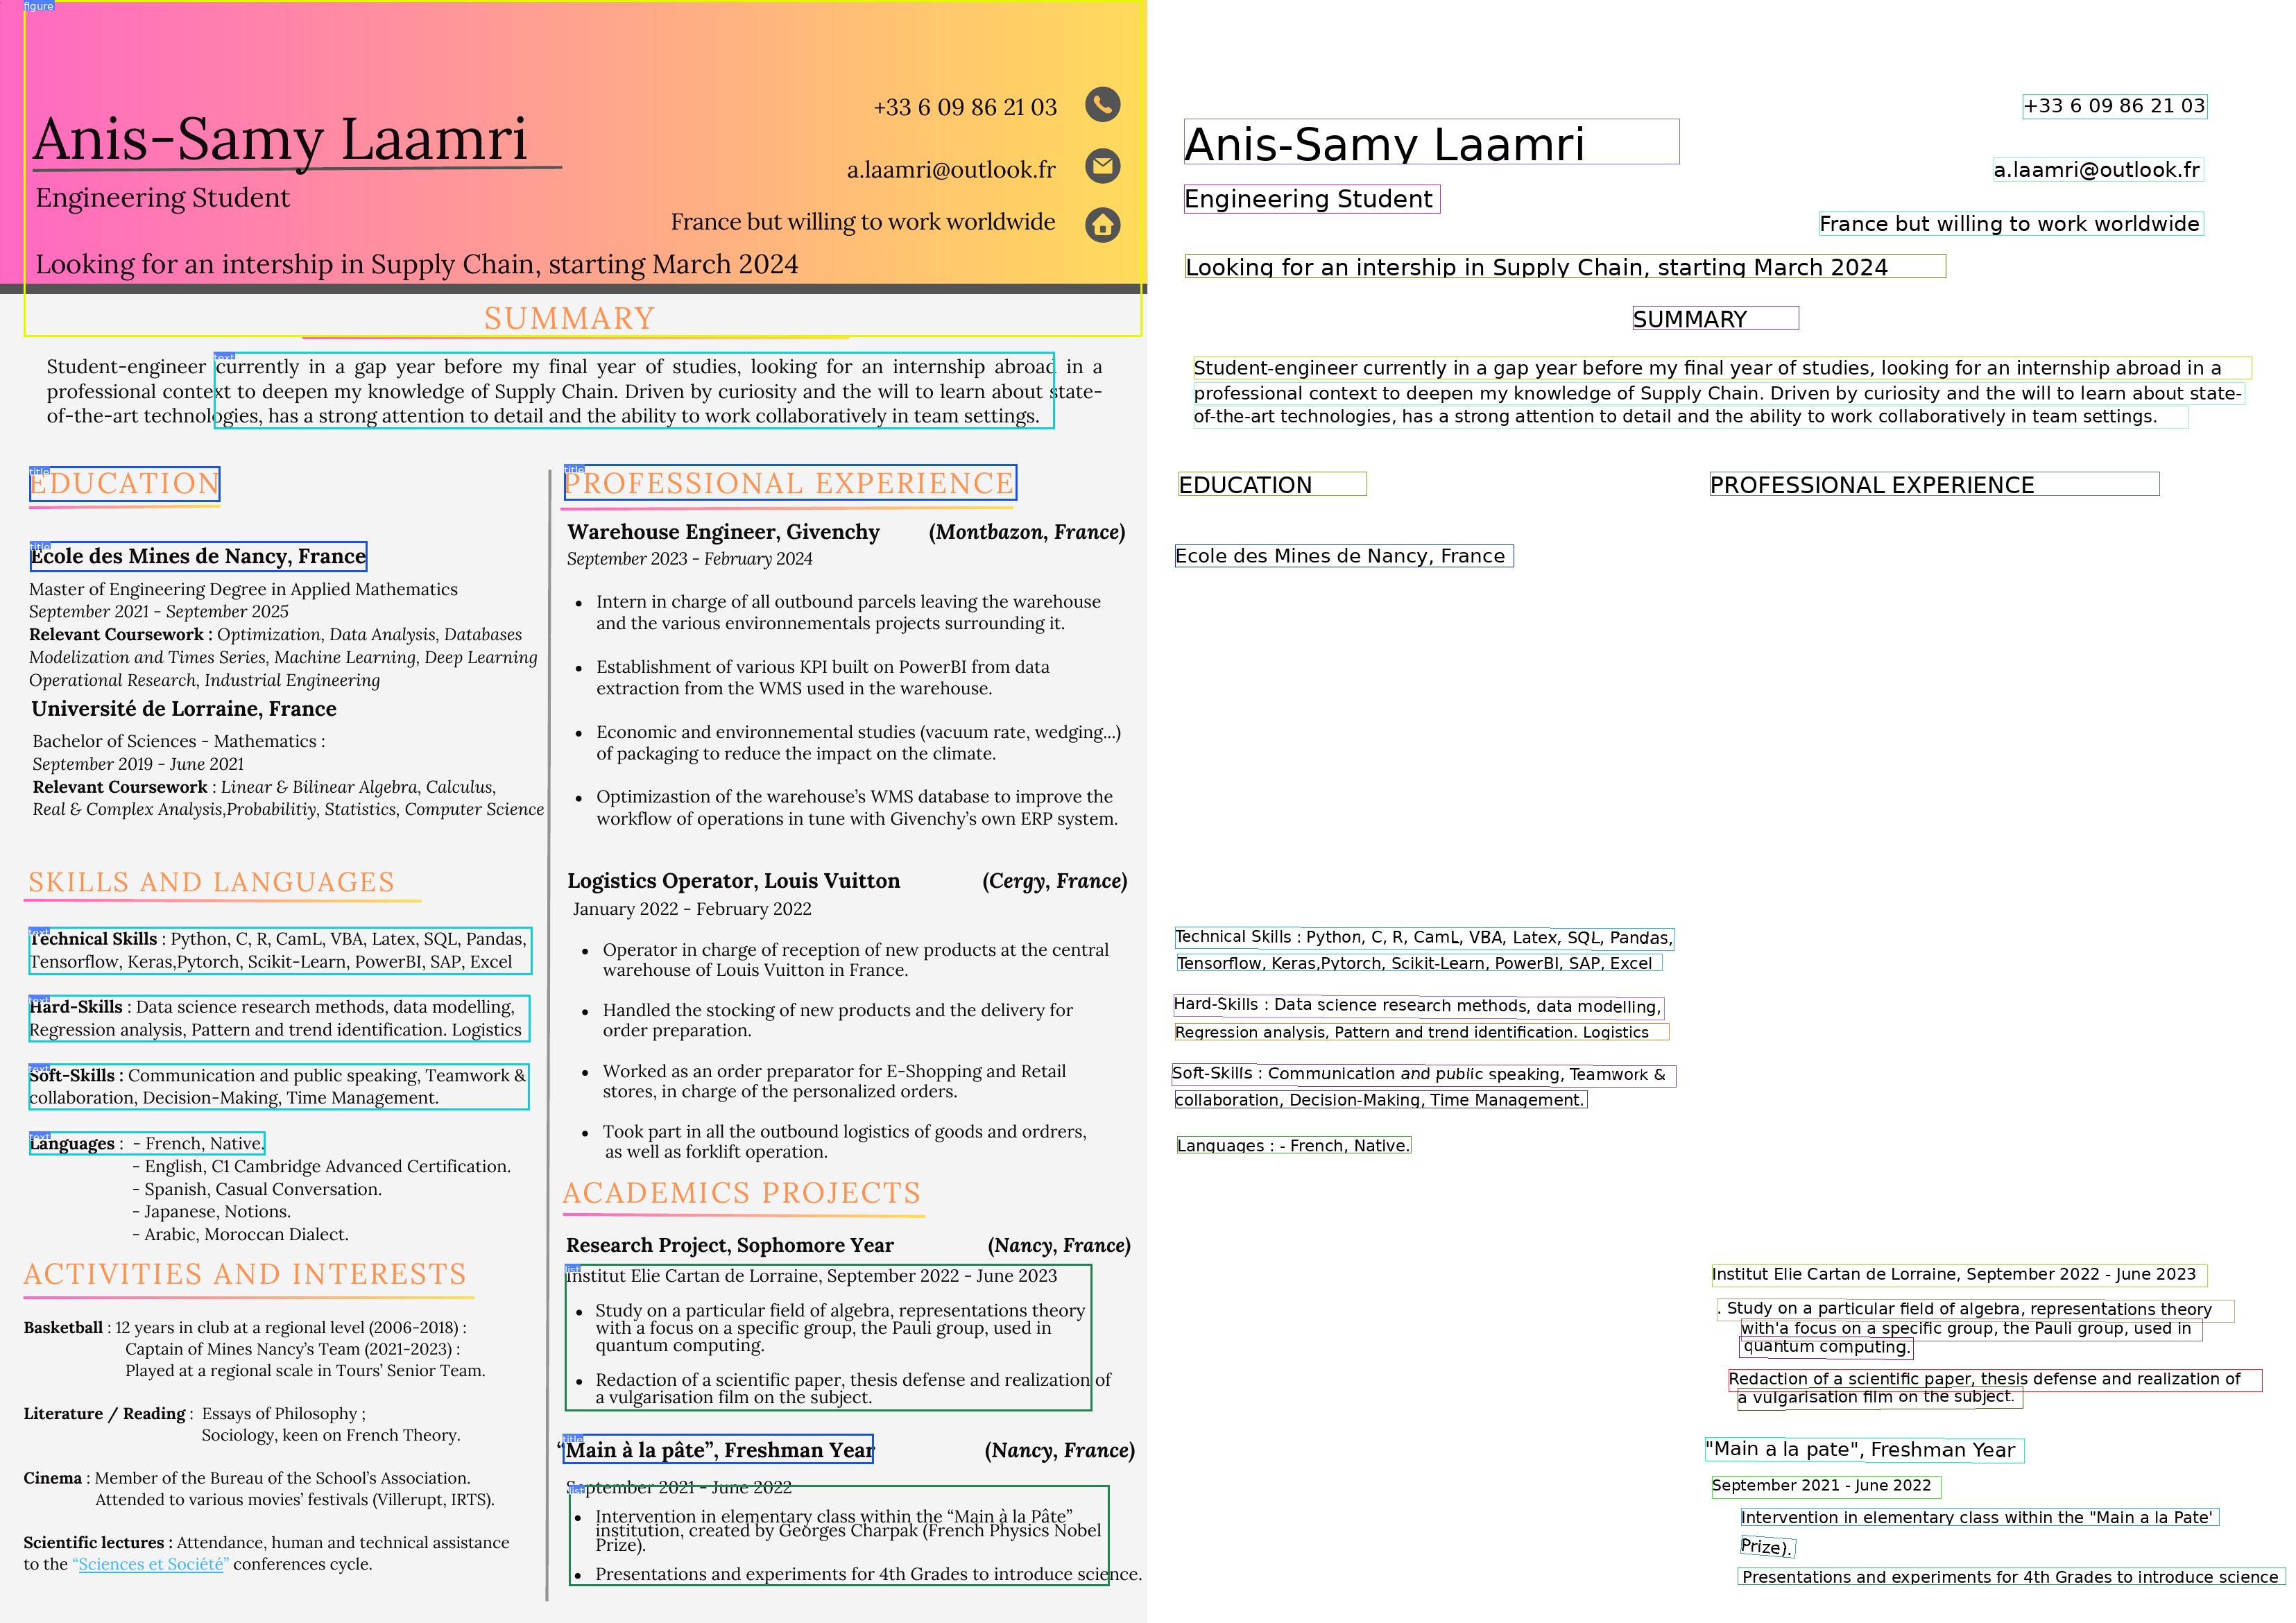 figure
Anis-Samy Laamri
Engineering Student
Looking for an intership in Supply Chain, starting March 2024
+33 6 09 86 21 03
a.laamri@outlook.fr
France but willing to work worldwide
SUMMARY
text
Student-engineer currently in a gap year before my final year of studies, looking for an internship abroad in a
professional context to deepen my knowledge of Supply Chain. Driven by curiosity and the will to learn about state-
of-the-art technologies, has a strong attention to detail and the ability to work collaboratively in team settings.
title
EDUCATION
title
Ecole des Mines de Nancy, France
Master of Engineering Degree in Applied Mathematics
September 2021 - September 2025
Relevant Coursework : Optimization, Data Analysis, Databases
Modelization and Times Series, Machine Learning, Deep Learning
Operational Research, Industrial Engineering
Université de Lorraine, France
Bachelor of Sciences - Mathematics :
September 2019 - June 2021
Relevant Coursework : Linear & Bilinear Algebra, Calculus,
Real & Complex Analysis,Probabilitiy, Statistics, Computer Science
SKILLS AND LANGUAGES
text
Technical Skills : Python, C, R, CamL, VBA, Latex, SQL, Pandas,
Tensorflow, Keras,Pytorch, Scikit-Learn, PowerBI, SAP, Excel
text
Hard-Skills : Data science research methods, data modelling,
Regression analysis, Pattern and trend identification. Logistics
text
Soft-Skills : Communication and public speaking, Teamwork &
collaboration, Decision-Making, Time Management.
text
Languages : - French, Native.
- English, C1 Cambridge Advanced Certification.
- Spanish, Casual Conversation.
- Japanese, Notions.
- Arabic, Moroccan Dialect.
ACTIVITIES AND INTERESTS
Basketball : 12 years in club at a regional level (2006-2018) :
Captain of Mines Nancy's Team (2021-2023) :
Played at a regional scale in Tours' Senior Team.
Literature / Reading : Essays of Philosophy ;
Sociology, keen on French Theory.
Cinema : Member of the Bureau of the School's Association.
Attended to various movies' festivals (Villerupt, IRTS).
Scientific lectures : Attendance, human and technical assistance
to the “Sciences et Société” conferences cycle.
title
PROFESSIONAL EXPERIENCE
Warehouse Engineer, Givenchy (Montbazon, France)
September 2023 - February 2024
• Intern in charge of all outbound parcels leaving the warehouse
and the various environnementals projects surrounding it.
• Establishment of various KPI built on PowerBI from data
extraction from the WMS used in the warehouse.
• Economic and environnemental studies (vacuum rate, wedging...)
of packaging to reduce the impact on the climate.
• Optimizastion of the warehouse's WMS database to improve the
workflow of operations in tune with Givenchy's own ERP system.
Logistics Operator, Louis Vuitton (Cergy, France)
January 2022 - February 2022
• Operator in charge of reception of new products at the central
warehouse of Louis Vuitton in France.
• Handled the stocking of new products and the delivery for
order preparation.
• Worked as an order preparator for E-Shopping and Retail
stores, in charge of the personalized orders.
• Took part in all the outbound logistics of goods and ordrers,
as well as forklift operation.
ACADEMICS PROJECTS
Research Project, Sophomore Year (Nancy, France)
list
Institut Elie Cartan de Lorraine, September 2022 - June 2023
• Study on a particular field of algebra, representations theory
with a focus on a specific group, the Pauli group, used in
quantum computing.
• Redaction of a scientific paper, thesis defense and realization of
a vulgarisation film on the subject.
title
“Main à la pâte”, Freshman Year (Nancy, France)
September 2021 - June 2022
list
• Intervention in elementary class within the “Main à la Pâte”
institution, created by Georges Charpak (French Physics Nobel
Prize).
• Presentations and experiments for 4th Grades to introduce science.
+33 6 09 86 21 03
Anis-Samy Laamri
a.laamri@outlook.fr
Engineering Student
France but willing to work worldwide
Looking for an intership in Supply Chain, starting March 2024
SUMMARY
Student-engineer currently in a gap year before my final year of studies, looking for an internship abroad in a
professional context to deepen my knowledge of Supply Chain. Driven by curiosity and the will to learn about state-
of-the-art technologies, has a strong attention to detail and the ability to work collaboratively in team settings.
EDUCATION
PROFESSIONAL EXPERIENCE
Ecole des Mines de Nancy, France
Technical Skills : Python, C, R, CamL, VBA, Latex, SQL, Pandas,
Tensorflow, Keras,Pytorch, Scikit-Learn, PowerBI, SAP, Excel
Hard-Skills : Data science research methods, data modelling,
Regression analysis, Pattern and trend identification. Logistics
Soft-Skills : Communication and public speaking, Teamwork &
collaboration, Decision-Making, Time Management.
Languages : - French, Native.
Institut Elie Cartan de Lorraine, September 2022 - June 2023
. Study on a particular field of algebra, representations theory
with'a focus on a specific group, the Pauli group, used in
quantum computing.
Redaction of a scientific paper, thesis defense and realization of
a vulgarisation film on the subject.
"Main a la pate", Freshman Year
September 2021 - June 2022
Intervention in elementary class within the "Main a la Pate'
Prize).
Presentations and experiments for 4th Grades to introduce science